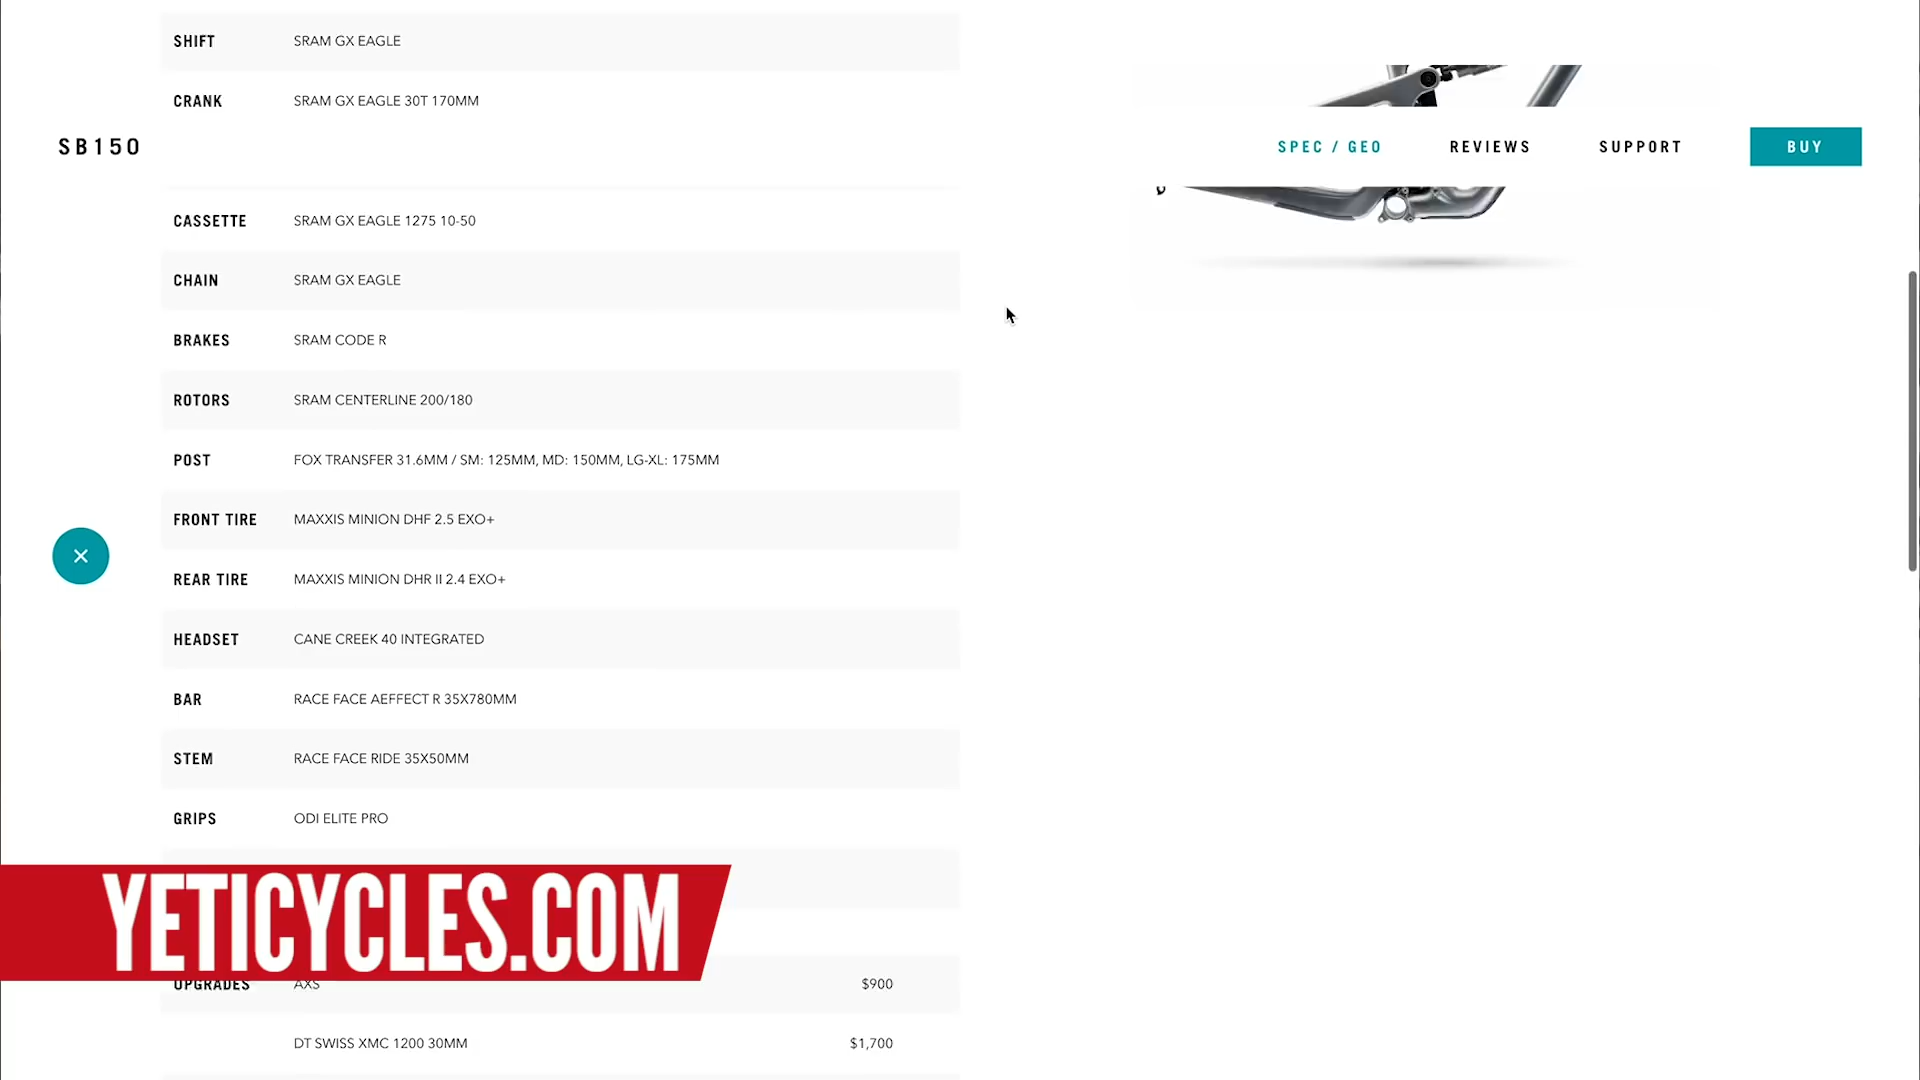 SHIFT SRAM GX EAGLE
CRANK SRAM GX EAGLE 30T 170MM
SB150 SPEC / GEO REVIEWS SUPPORT BUY
CASSETTE SRAM GX EAGLE 1275 10-50
CHAIN SRAM GX EAGLE
BRAKES SRAM CODE R
ROTORS SRAM CENTERLINE 200/180
POST FOX TRANSFER 31.6MM / SM: 125MM, MD: 150MM, LG-XL: 175MM
FRONT TIRE MAXXIS MINION DHF 2.5 EXO+
REAR TIRE MAXXIS MINION DHR II 2.4 EXO+
HEADSET CANE CREEK 40 INTEGRATED
BAR RACE FACE AEFFECT R 35X780MM
STEM RACE FACE RIDE 35X50MM
GRIPS ODI ELITE PRO
YETICYCLES.COM
UPGRADES AXS $900
DT SWISS XMC 1200 30MM $1,700